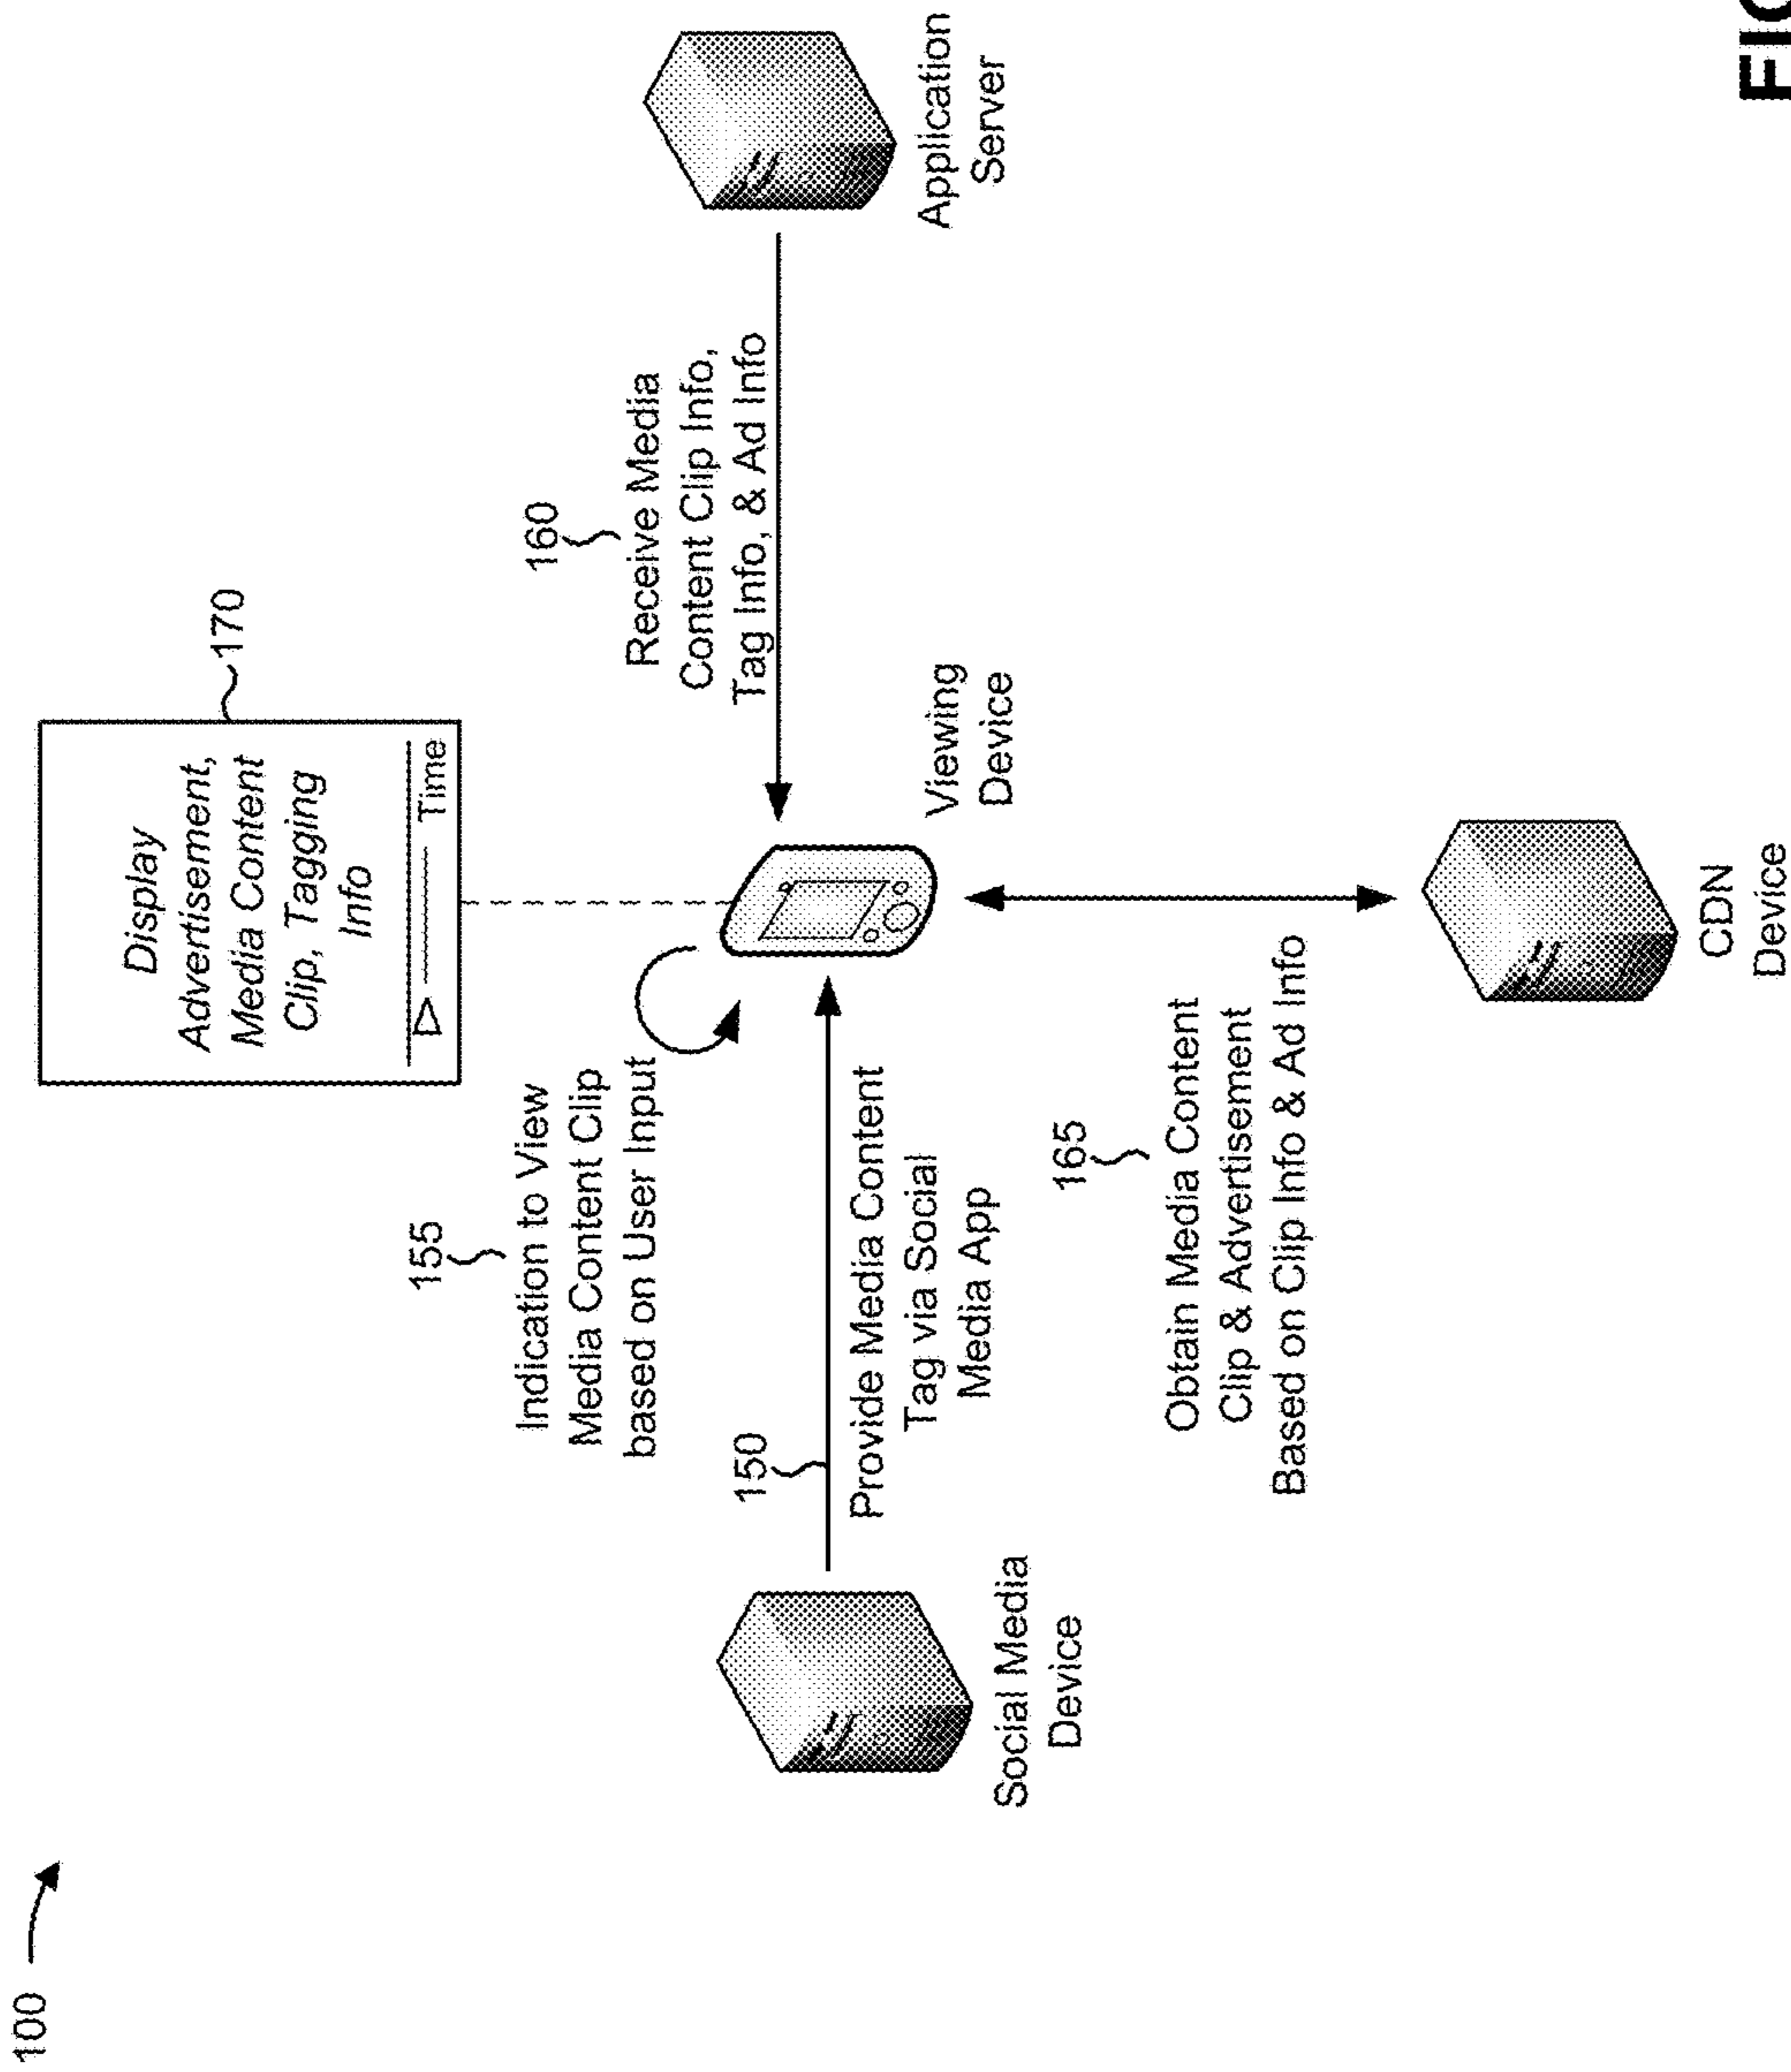 100
Display
Advertisement,
Media Content
Clip, Tagging
Info
Time
170
155
Indication to View
Media Content Clip
based on User Input
160
Receive Media
Content Clip Info,
Tag Info, & Ad Info
150
Provide Media Content
Tag via Social
Media App
Social Media
Device
Viewing
Device
Application
Server
165
Obtain Media Content
Clip & Advertisement
Based on Clip Info & Ad Info
CDN
Device